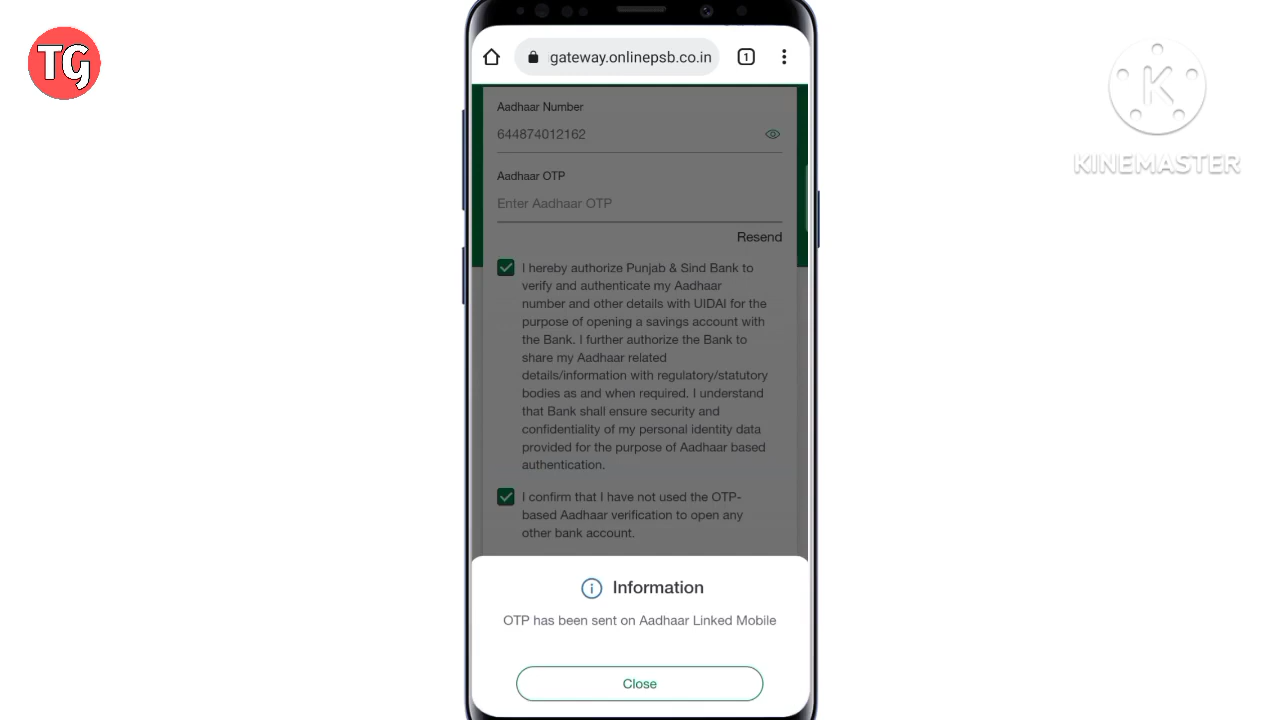 TG
gateway.onlinepsb.co.in
1
Aadhaar Number
644874012162
Aadhaar OTP
Enter Aadhaar OTP
Resend
I hereby authorize Punjab & Sind Bank to
verify and authenticate my Aadhaar
number and other details with UIDAI for the
purpose of opening a savings account with
the Bank. I further authorize the Bank to
share my Aadhaar related
details/information with regulatory/statutory
bodies as and when required. I understand
that Bank shall ensure security and
confidentiality of my personal identity data
provided for the purpose of Aadhaar based
authentication.
I confirm that I have not used the OTP-
based Aadhaar verification to open any
other bank account.
Information
OTP has been sent on Aadhaar Linked Mobile
Close
K
KINEMASTER